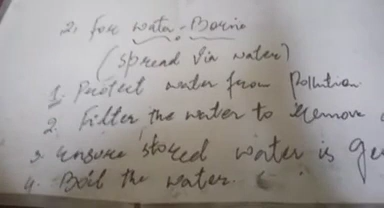 2. for water-Borne
(spread via water)
1. Protect water from Pollution
2. Filter the water to remove
3. ensure stored water is
4. Boil the water.